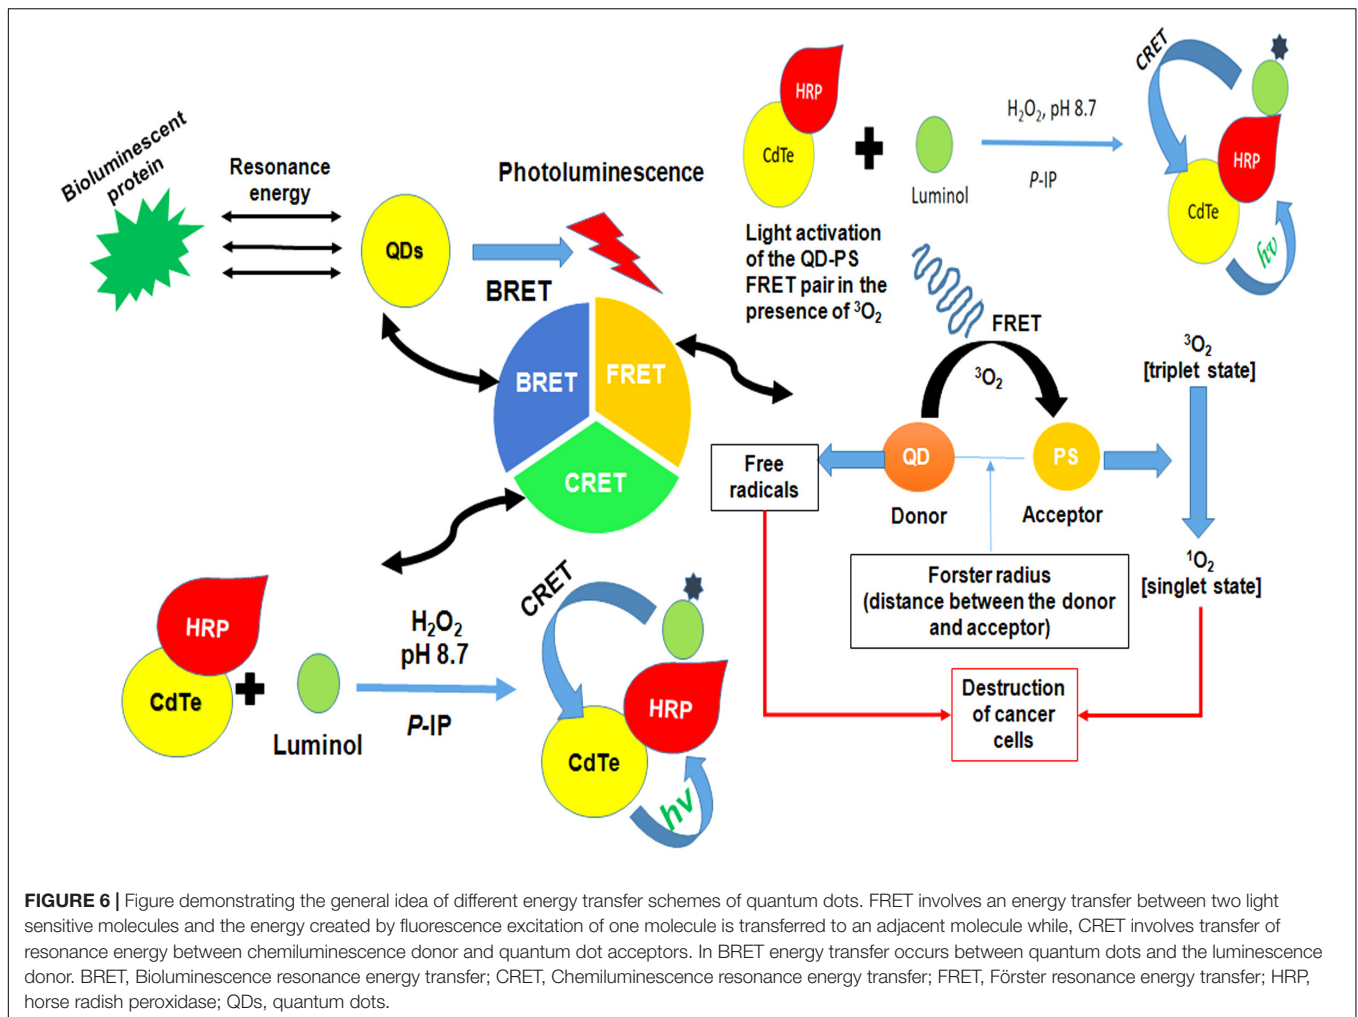 Bioluminescent
protein
Resonance
energy
QDs
Photoluminescence
BRET
HRP
CdTe
Luminol
H₂O₂, pH 8.7
P-IP
CRET
HRP
CdTe
hν
Light activation
of the QD-PS
FRET pair in the
presence of ³O₂
FRET
³O₂
QD
PS
Donor
Acceptor
³O₂
[triplet state]
¹O₂
[singlet state]
Free
radicals
Forster radius
(distance between the donor
and acceptor)
Destruction
of cancer
cells
BRET
FRET
CRET
HRP
CdTe
Luminol
H₂O₂
pH 8.7
P-IP
CRET
HRP
CdTe
hν
FIGURE 6 | Figure demonstrating the general idea of different energy transfer schemes of quantum dots. FRET involves an energy transfer between two light
sensitive molecules and the energy created by fluorescence excitation of one molecule is transferred to an adjacent molecule while, CRET involves transfer of
resonance energy between chemiluminescence donor and quantum dot acceptors. In BRET energy transfer occurs between quantum dots and the luminescence
donor. BRET, Bioluminescence resonance energy transfer; CRET, Chemiluminescence resonance energy transfer; FRET, Förster resonance energy transfer; HRP,
horse radish peroxidase; QDs, quantum dots.